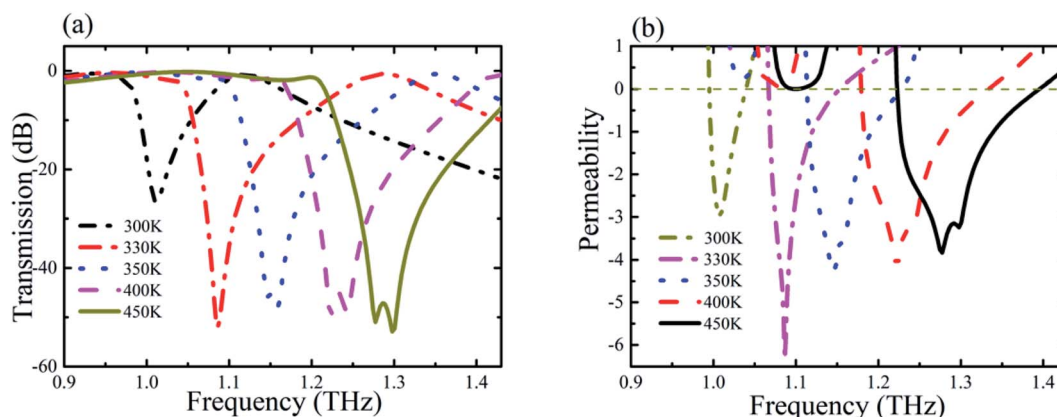 (a)
Transmission (dB)
0
-20
-40
-60
300K
330K
350K
400K
450K
0.9 1.0 1.1 1.2 1.3 1.4
Frequency (THz)
(b)
Permeability
1
0
-1
-2
-3
-4
-5
-6
300K
330K
350K
400K
450K
0.9 1.0 1.1 1.2 1.3 1.4
Frequency (THz)